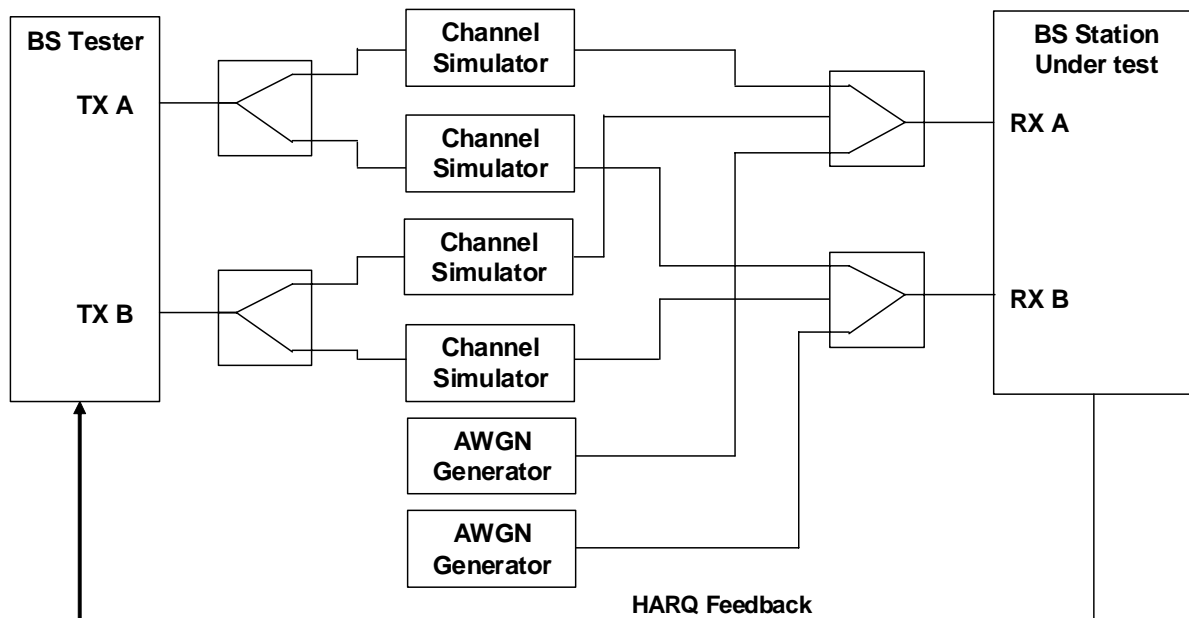 BS Tester
TX A
TX B
Channel
Simulator
Channel
Simulator
Channel
Simulator
Channel
Simulator
AWGN
Generator
AWGN
Generator
BS Station
Under test
RX A
RX B
HARQ Feedback